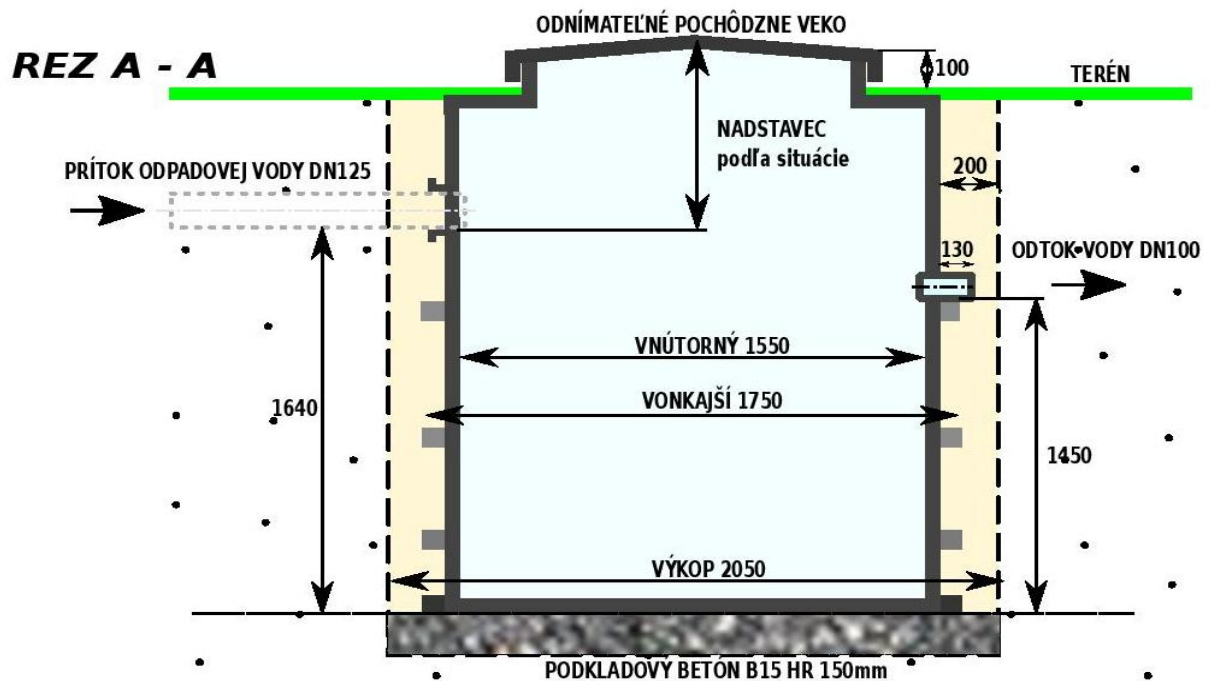 ODNÍMATEĽNÉ POCHÔDZNE VEKO
REZ A - A
100
TERÉN
NADSTAVEC
podľa situácie
PRÍTOK ODPADOVEJ VODY DN125
200
130
ODTOK VODY DN100
VNÚTORNÝ 1550
VONKAJŠÍ 1750
1640
1450
VÝKOP 2050
PODKLADOVÝ BETÓN B15 HR 150mm